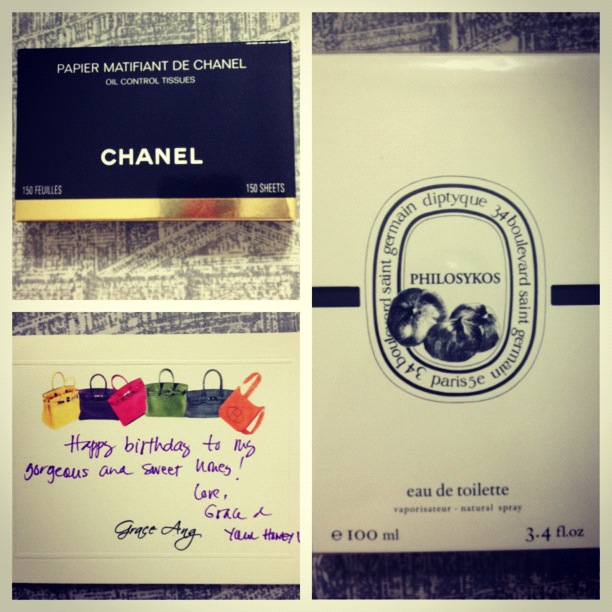 PAPIER MATIFIANT DE CHANEL
OIL CONTROL TISSUES
CHANEL
150 FEUILLES
150 SHEETS
Happy birthday to my
gorgeous and sweet honey!
Love,
Grace &
Your Honey
Grace Ang
diptyque 34 boulevard saint germain paris5e 34 boulevard saint germain
PHILOSYKOS
eau de toilette
vaporisateur - natural spray
e 100 ml
3.4 fl.oz